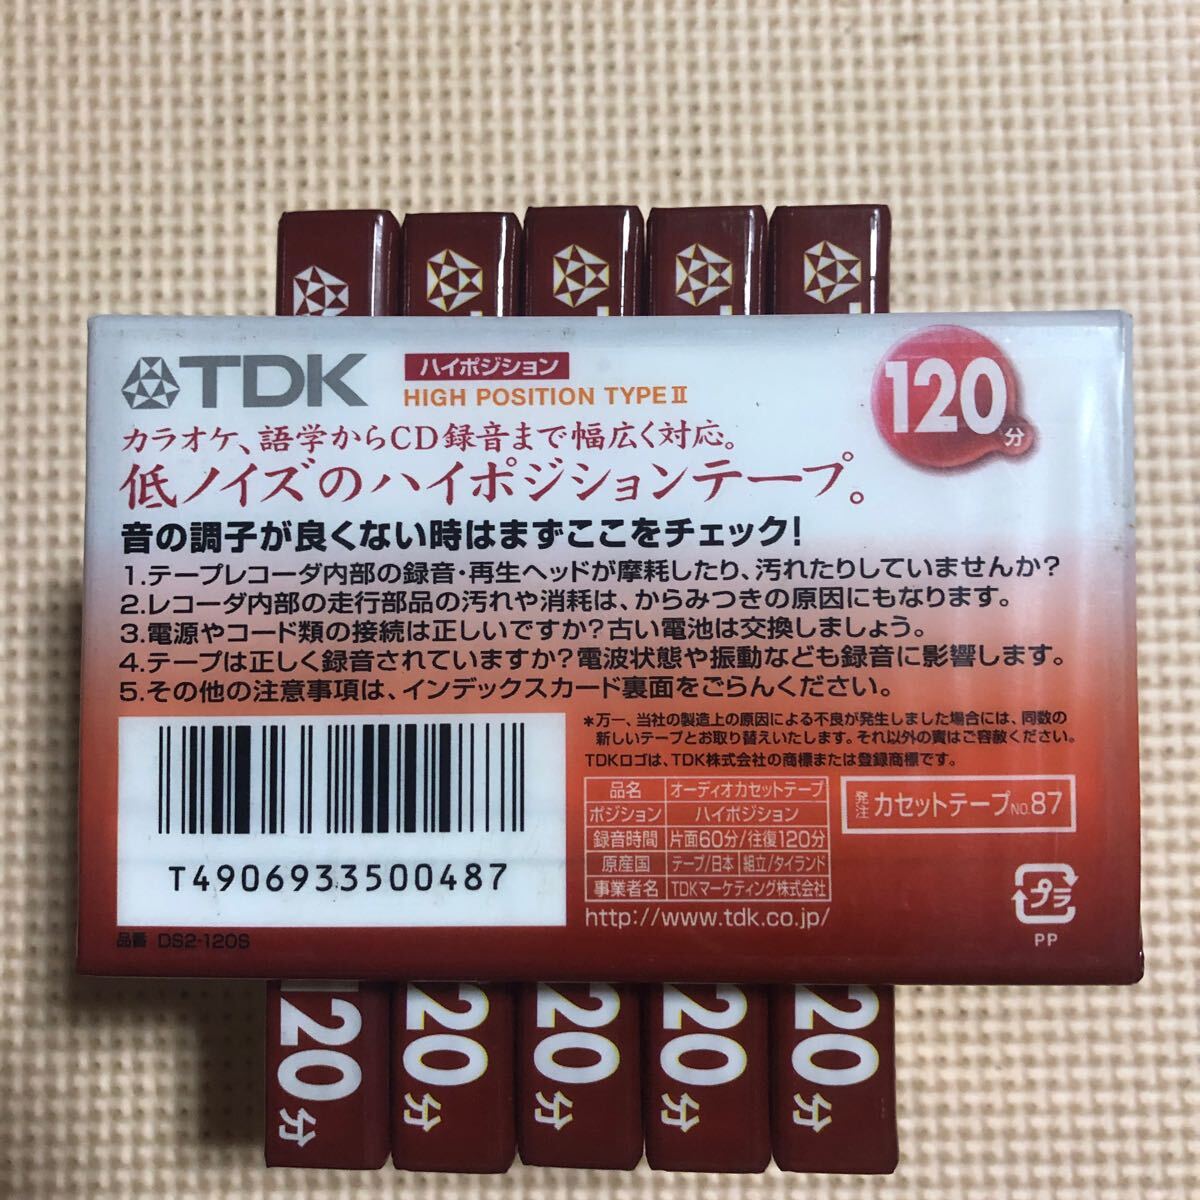 TDK
ハイポジション
HIGH POSITION TYPE II
120分
カラオケ、語学からCD録音まで幅広く対応。
低ノイズのハイポジションテープ。
音の調子が良くない時はまずここをチェック!
1.テープレコーダ内部の録音・再生ヘッドが摩耗したり、汚れたりしていませんか?
2.レコーダ内部の走行部品の汚れや消耗は、からみつきの原因にもなります。
3.電源やコード類の接続は正しいですか?古い電池は交換しましょう。
4.テープは正しく録音されていますか?電波状態や振動なども録音に影響します。
5.その他の注意事項は、インデックスカード裏面をごらんください。
*万一、当社の製造上の原因による不良が発生しました場合には、同数の
新しいテープとお取り替えいたします。それ以外の責はご容赦ください。
TDKロゴは、TDK株式会社の商標または登録商標です。
品名 オーディオカセットテープ
ポジション ハイポジション
録音時間 片面60分/往復120分
原産国 テープ/日本 組立/タイランド
事業者名 TDKマーケティング株式会社
http://www.tdk.co.jp/
発注 カセットテープNO.87
プラ
PP
T4906933500487
品番 DS2-120S
120分
20分
20分
20分
20分